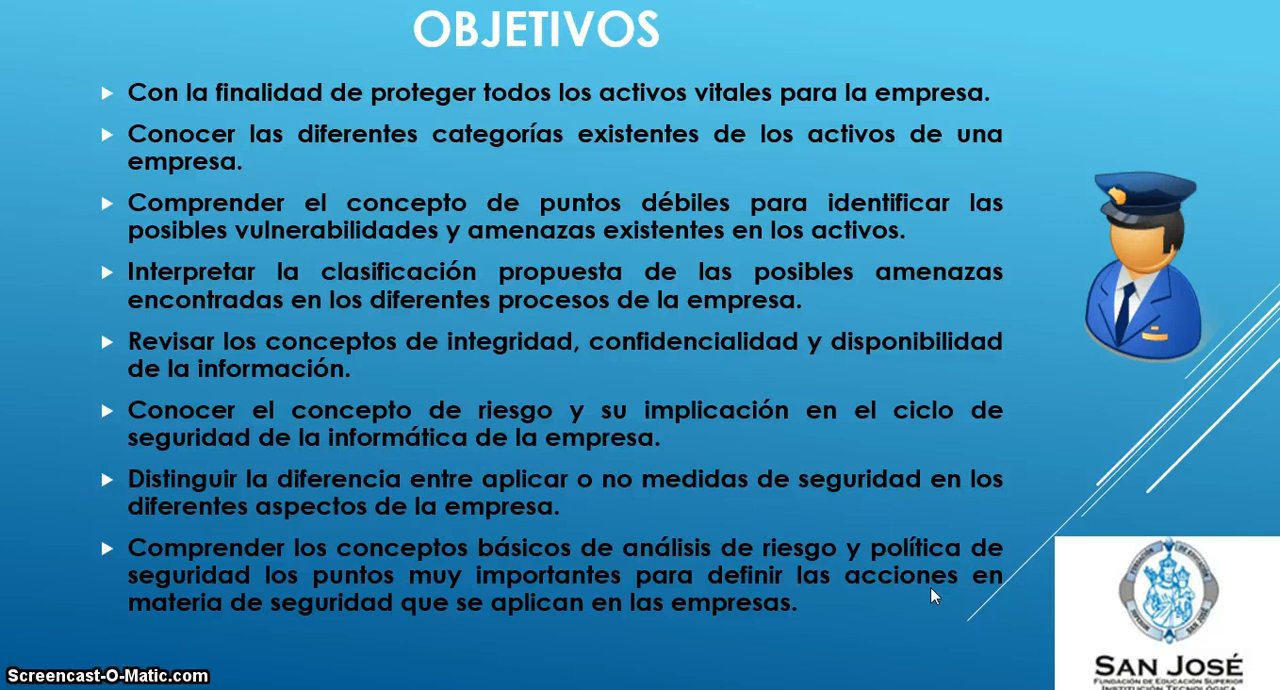 OBJETIVOS
Con la finalidad de proteger todos los activos vitales para la empresa.
Conocer las diferentes categorías existentes de los activos de una
empresa.
Comprender el concepto de puntos débiles para identificar las
posibles vulnerabilidades y amenazas existentes en los activos.
Interpretar la clasificación propuesta de las posibles amenazas
encontradas en los diferentes procesos de la empresa.
Revisar los conceptos de integridad, confidencialidad y disponibilidad
de la información.
Conocer el concepto de riesgo y su implicación en el ciclo de
seguridad de la informática de la empresa.
Distinguir la diferencia entre aplicar o no medidas de seguridad en los
diferentes aspectos de la empresa.
Comprender los conceptos básicos de análisis de riesgo y política de
seguridad los puntos muy importantes para definir las acciones en
materia de seguridad que se aplican en las empresas.
SAN JOSÉ
FUNDACIÓN DE EDUCACIÓN SUPERIOR
INSTITUCIÓN TECNOLÓGICA
Screencast-O-Matic.com